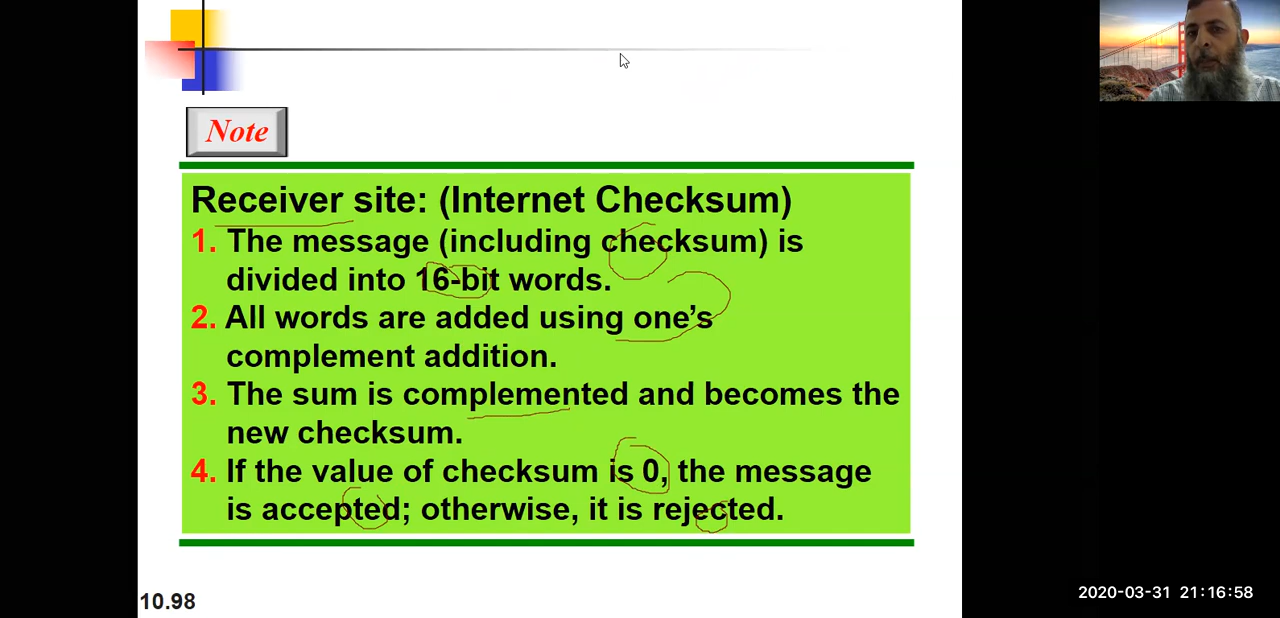 Note
Receiver site: (Internet Checksum)
1. The message (including checksum) is
divided into 16-bit words.
2. All words are added using one’s
complement addition.
3. The sum is complemented and becomes the
new checksum.
4. If the value of checksum is 0, the message
is accepted; otherwise, it is rejected.
10.98
2020-03-31 21:16:58